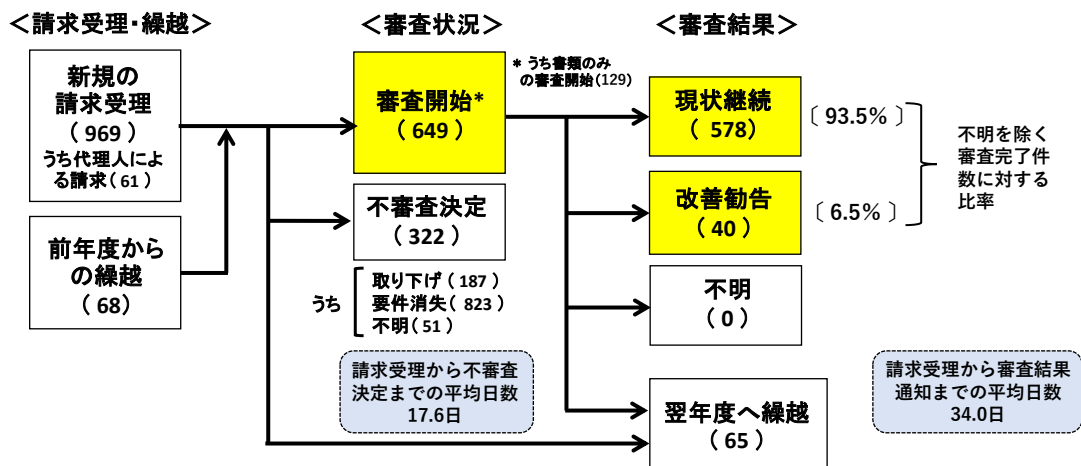 ＜請求受理・繰越＞
新規の
請求受理
（ 969）
うち代理人によ
る請求（ 61 ）
前年度から
の繰越
（ 68）
＜審査状況＞
審査開始*
（ 649）
* うち書類のみ
の審査開始（129）
不審査決定
（ 322）
うち
取り下げ（ 187 ）
要件消失（ 823 ）
不明（ 51 ）
請求受理から不審査
決定までの平均日数
17.6日
＜審査結果＞
現状継続
（ 578）
〔 93.5% 〕
改善勧告
（ 40 ）
〔 6.5% 〕
不明を除く
審査完了件
数に対する
比率
不明
（ 0 ）
翌年度へ繰越
（ 65 ）
請求受理から審査結果
通知までの平均日数
34.0日